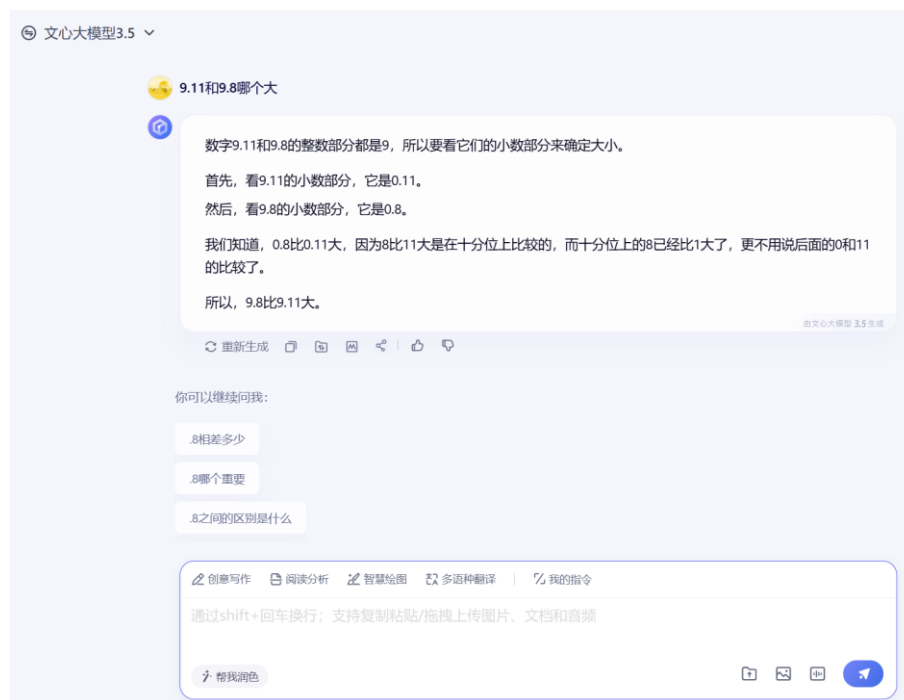 文心大模型3.5
9.11和9.8哪个大
数字9.11和9.8的整数部分都是9，所以要看它们的小数部分来确定大小。
首先，看9.11的小数部分，它是0.11。
然后，看9.8的小数部分，它是0.8。
我们知道，0.8比0.11大，因为8比11大是在十分位上比较的，而十分位上的8已经比1大了，更不用说后面的0和11
的比较了。
所以，9.8比9.11大。
由文心大模型 3.5 生成
重新生成
你可以继续问我：
.8相差多少
.8哪个重要
.8之间的区别是什么
创意写作 阅读分析 智慧绘图 多语种翻译 我的指令
通过shift+回车换行；支持复制粘贴/拖拽上传图片、文档和音频
帮我润色